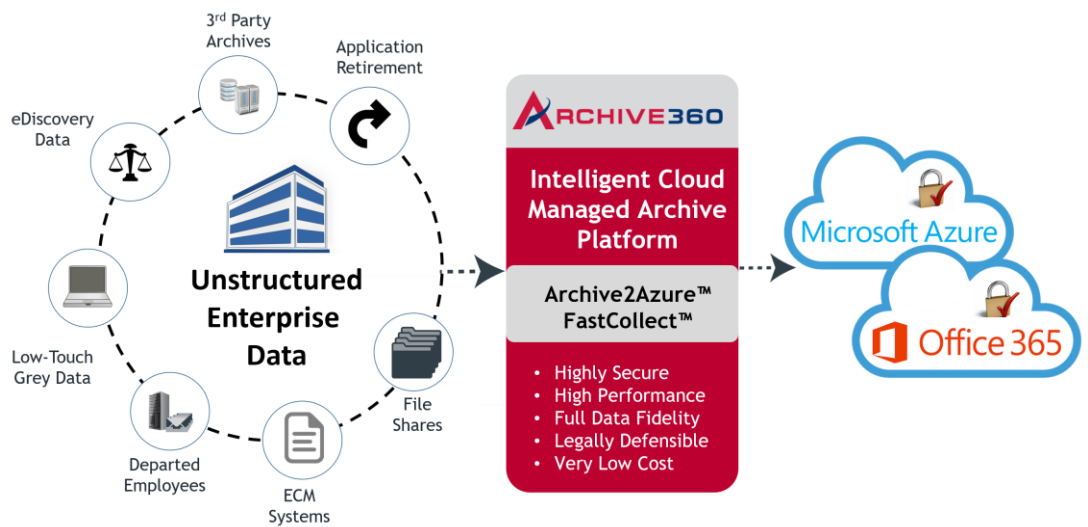 3rd Party
Archives
Application
Retirement
eDiscovery
Data
Unstructured
Enterprise
Data
Low-Touch
Grey Data
File
Shares
Departed
Employees
ECM
Systems
ARCHIVE360
Intelligent Cloud
Managed Archive
Platform
Archive2Azure™
FastCollect™
• Highly Secure
• High Performance
• Full Data Fidelity
• Legally Defensible
• Very Low Cost
Microsoft Azure
Office 365